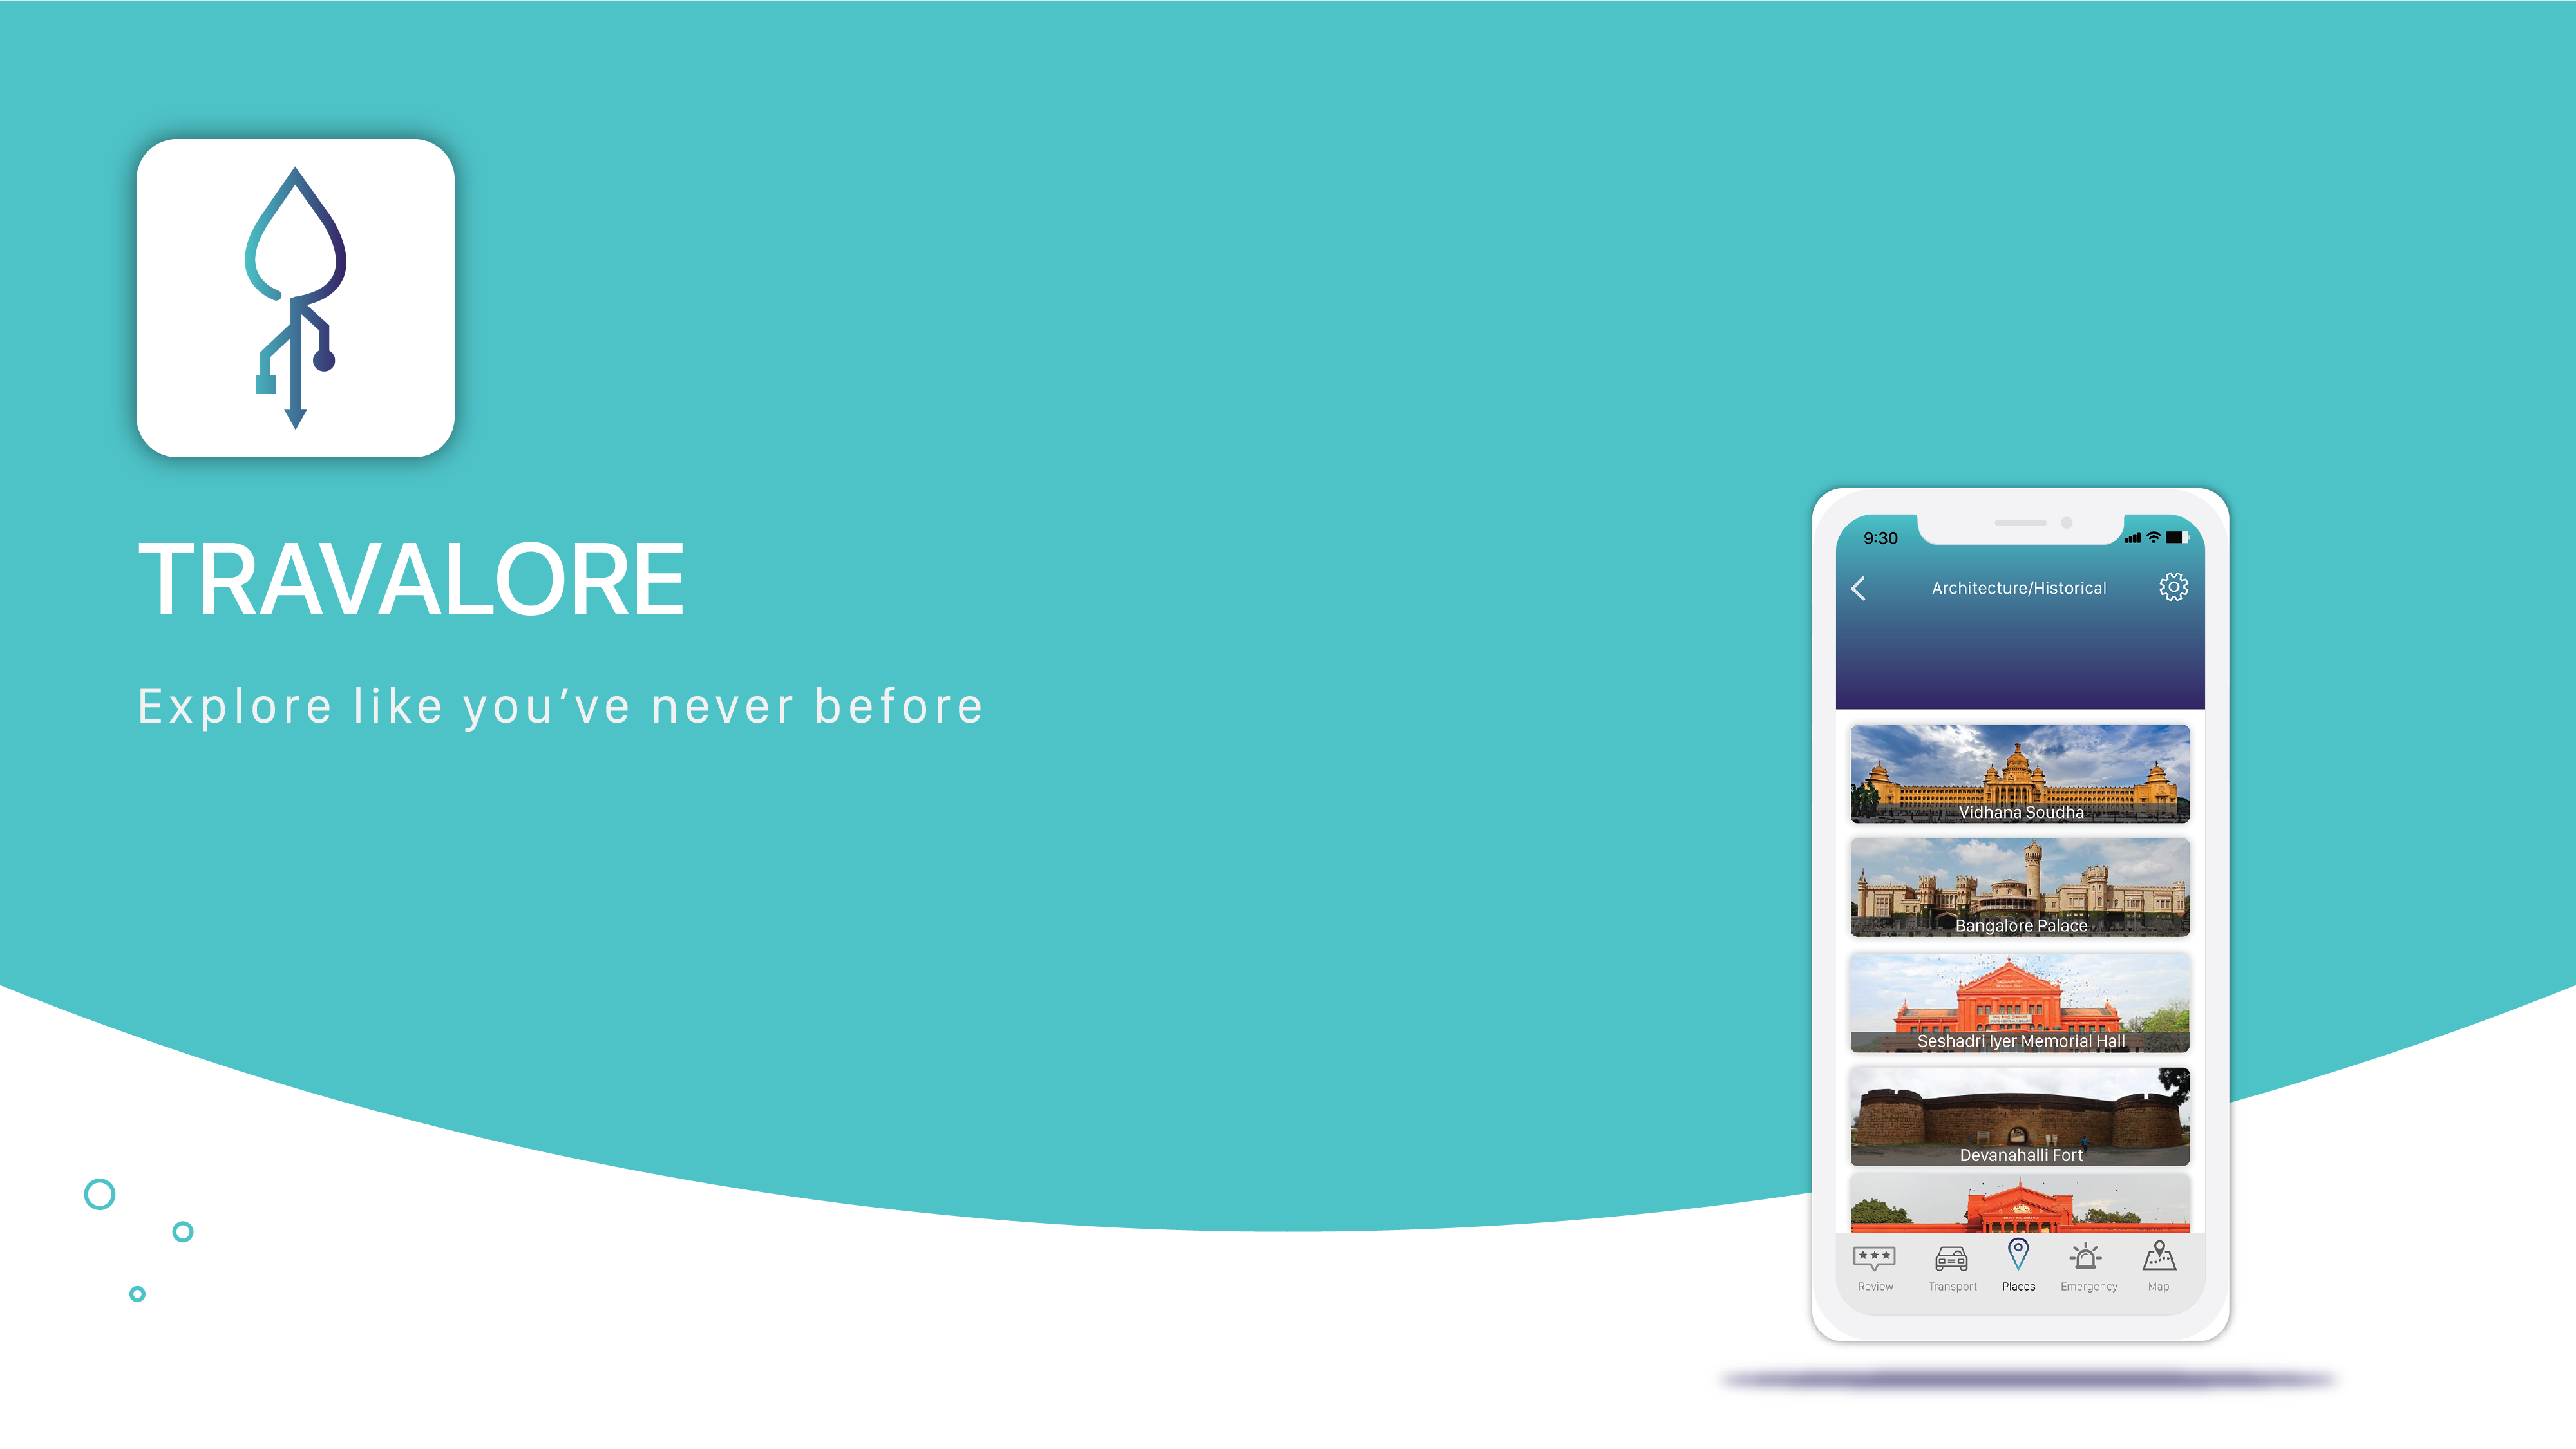 TRAVALORE
Explore like you’ve never before
9:30
Architecture/Historical
Vidhana Soudha
Bangalore Palace
Seshadri Iyer Memorial Hall
Devanahalli Fort
Review Transport Places Emergency Map